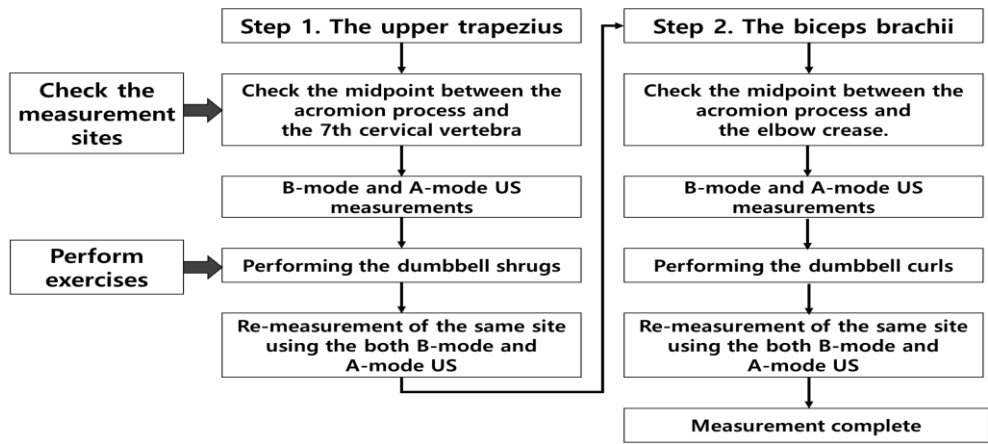 Step 1. The upper trapezius
Check the
measurement
sites
Check the midpoint between the
acromion process and
the 7th cervical vertebra
B-mode and A-mode US
measurements
Perform
exercises
Performing the dumbbell shrugs
Re-measurement of the same site
using the both B-mode and
A-mode US
Step 2. The biceps brachii
Check the midpoint between the
acromion process and
the elbow crease.
B-mode and A-mode US
measurements
Performing the dumbbell curls
Re-measurement of the same site
using the both B-mode and
A-mode US
Measurement complete